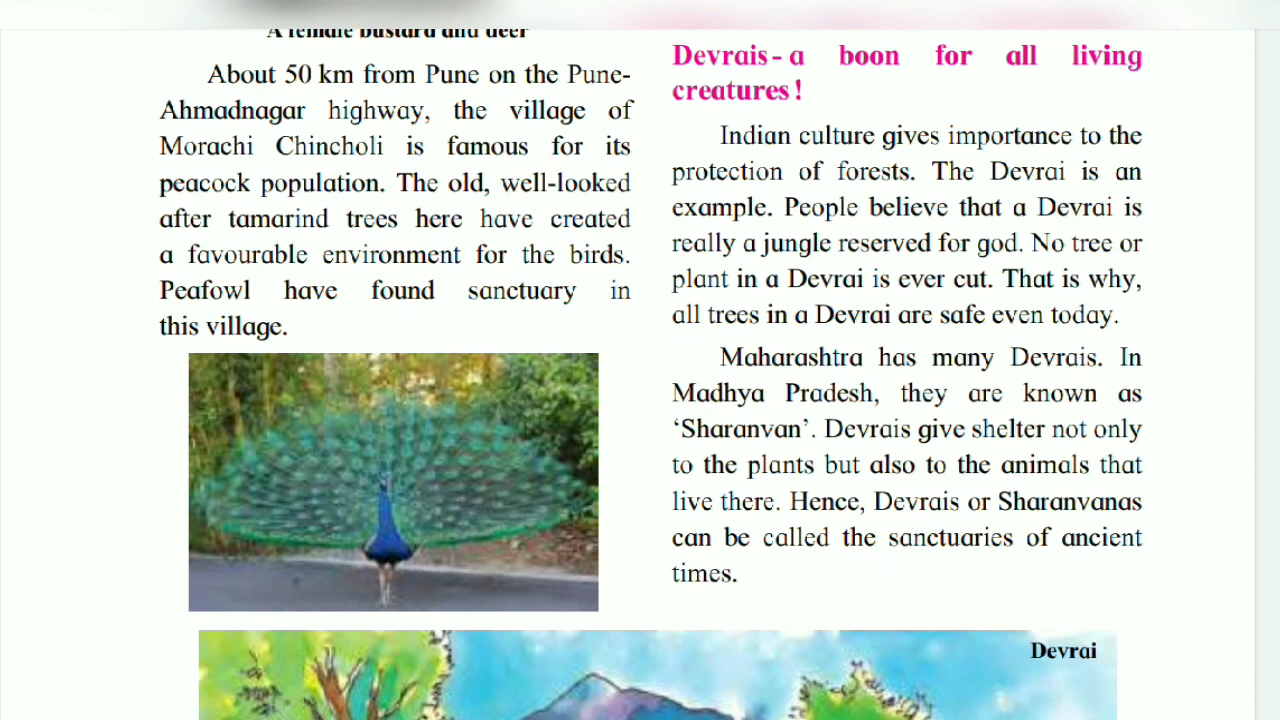 A female bustard and deer
About 50 km from Pune on the Pune-
Ahmadnagar highway, the village of
Morachi Chincholi is famous for its
peacock population. The old, well-looked
after tamarind trees here have created
a favourable environment for the birds.
Peafowl have found sanctuary in
this village.
Devrais - a boon for all living
creatures !
Indian culture gives importance to the
protection of forests. The Devrai is an
example. People believe that a Devrai is
really a jungle reserved for god. No tree or
plant in a Devrai is ever cut. That is why,
all trees in a Devrai are safe even today.
Maharashtra has many Devrais. In
Madhya Pradesh, they are known as
‘Sharanvan’. Devrais give shelter not only
to the plants but also to the animals that
live there. Hence, Devrais or Sharanvanas
can be called the sanctuaries of ancient
times.
Devrai